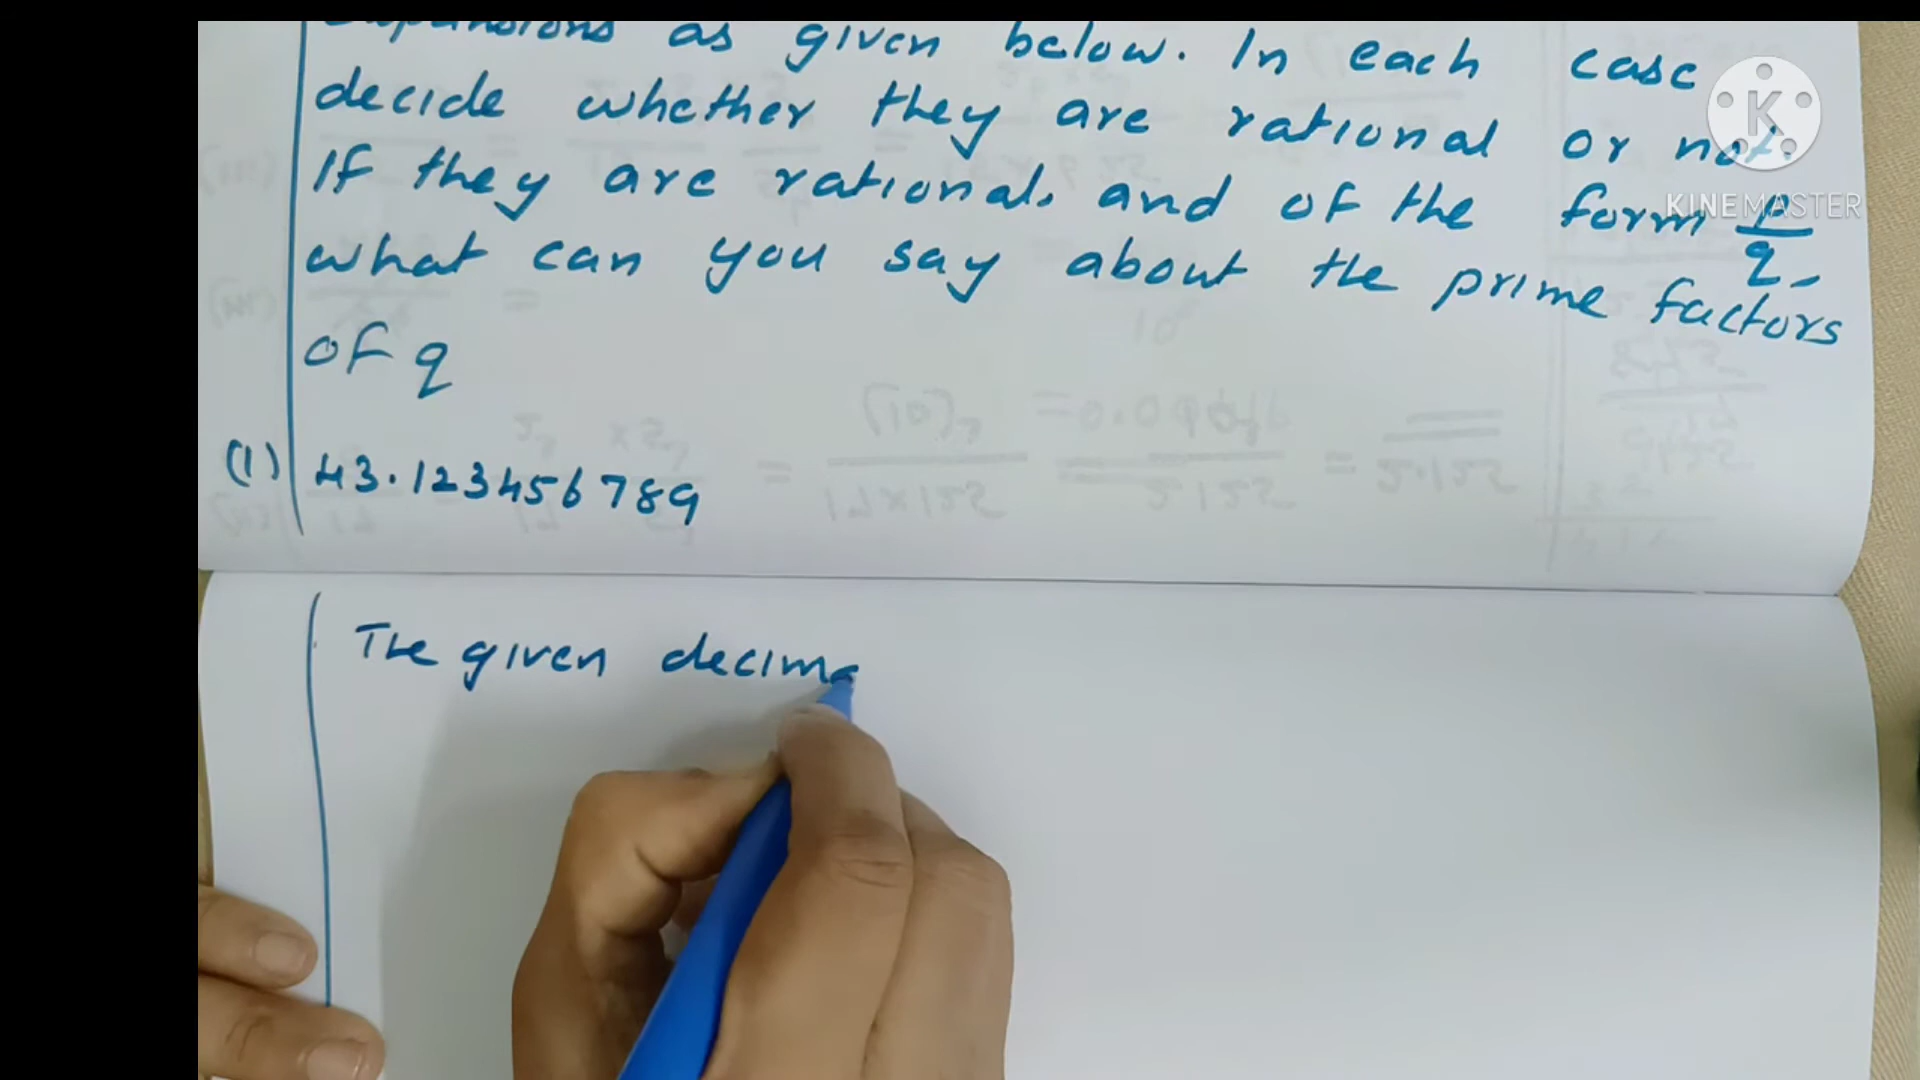 expansions as given below. In each case
decide whether they are rational or not.
If they are rational, and of the form p/q,
what can you say about the prime factors
of q
(1) 43.123456789
The given decima
K
KINEMASTER